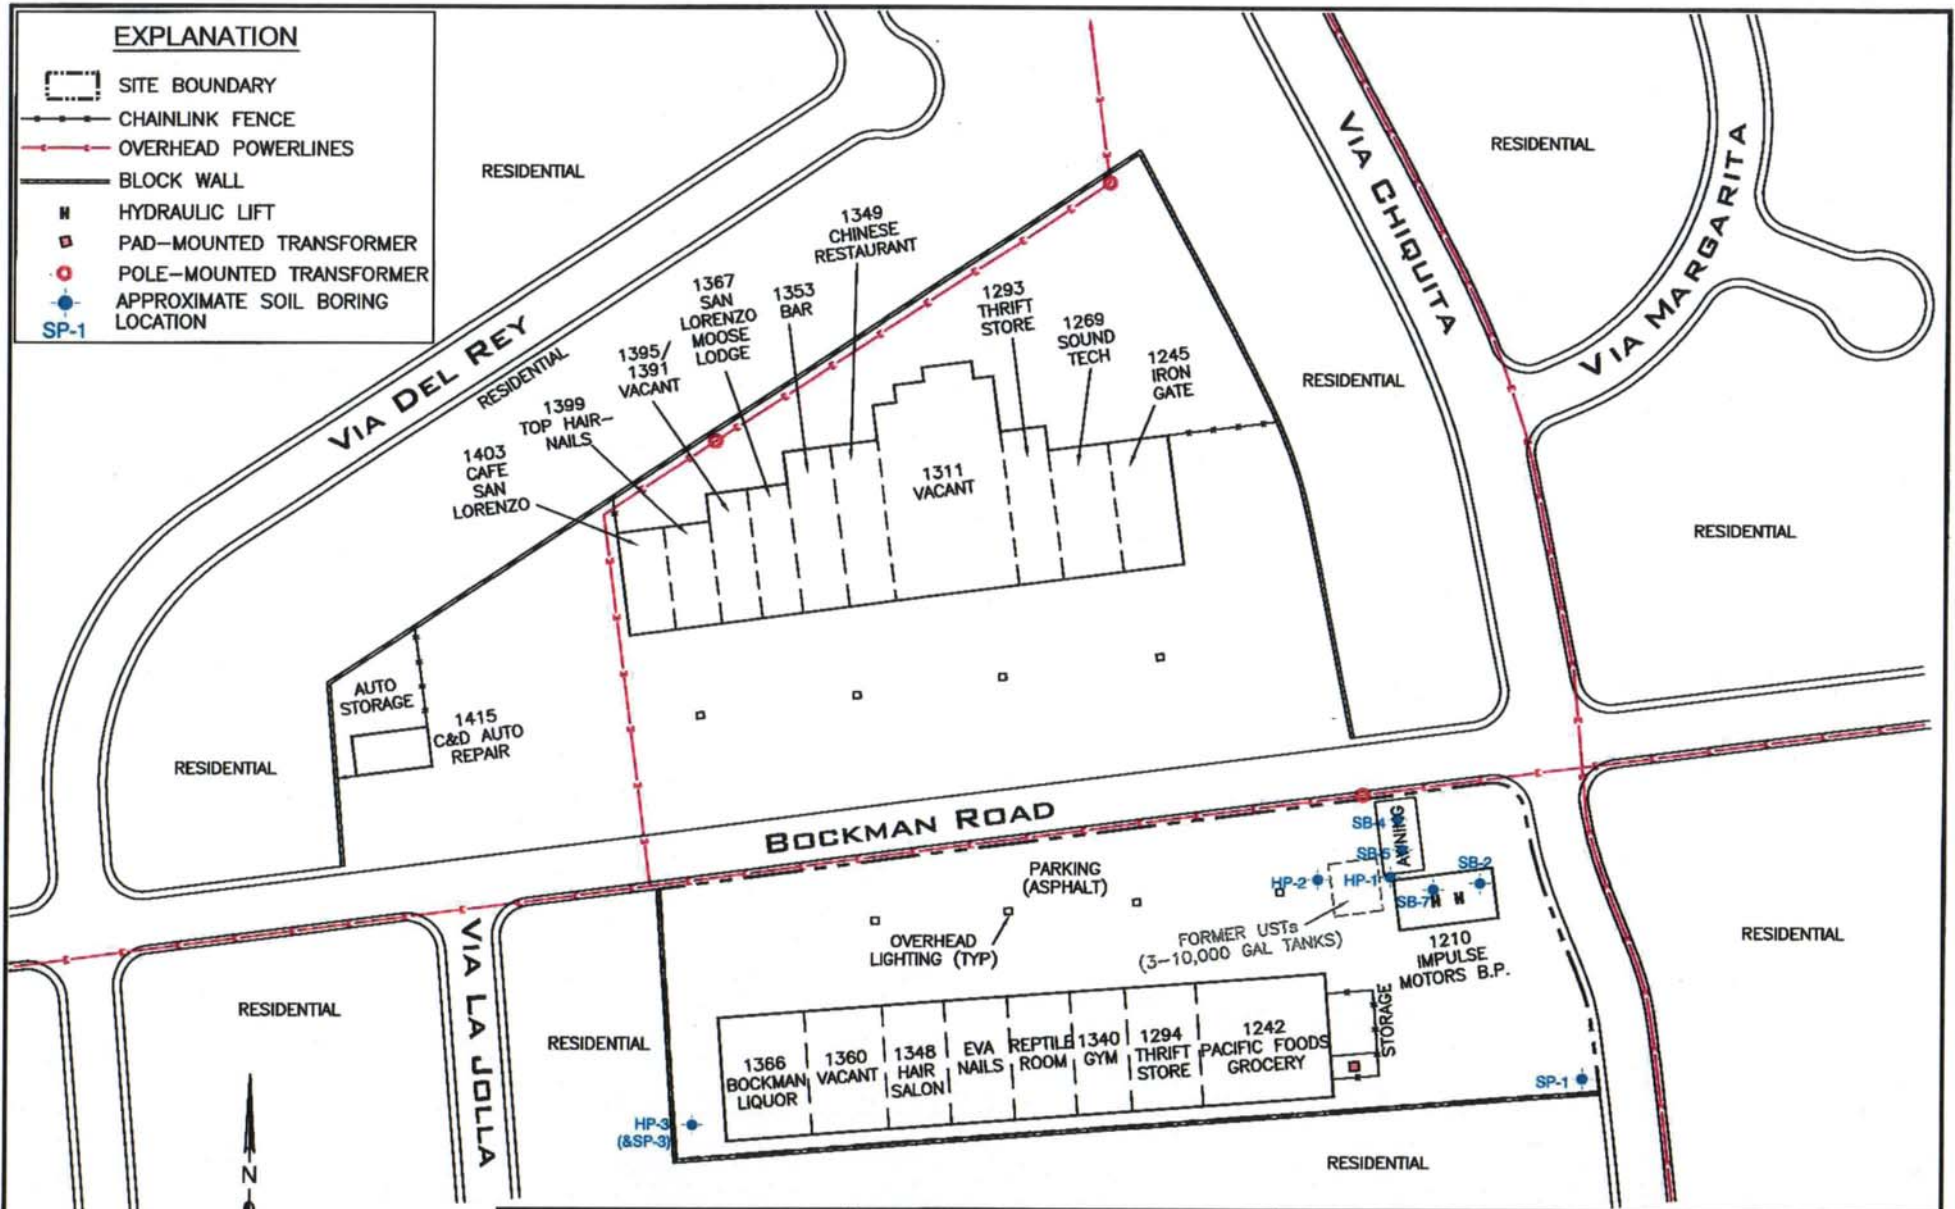 EXPLANATION
SITE BOUNDARY
CHAINLINK FENCE
OVERHEAD POWERLINES
BLOCK WALL
HYDRAULIC LIFT
PAD-MOUNTED TRANSFORMER
POLE-MOUNTED TRANSFORMER
APPROXIMATE SOIL BORING
LOCATION
SP-1
RESIDENTIAL
RESIDENTIAL
VIA DEL REY
RESIDENTIAL
VIA CHIQUITA
VIA MARGARITA
RESIDENTIAL
RESIDENTIAL
1349
CHINESE
RESTAURANT
1367
SAN
LORENZO
MOOSE
LODGE
1353
BAR
1293
THRIFT
STORE
1269
SOUND
TECH
1245
IRON
GATE
1395/
1391
VACANT
1399
TOP HAIR-
NAILS
1403
CAFE
SAN
LORENZO
1311
VACANT
AUTO
STORAGE
1415
C&D AUTO
REPAIR
RESIDENTIAL
BOCKMAN ROAD
PARKING
(ASPHALT)
SB-4
AWNING
SB-5
SB-2
HP-2
HP-1
SB-7
H H
OVERHEAD
LIGHTING (TYP)
FORMER USTs
(3-10,000 GAL TANKS)
1210
IMPULSE
MOTORS B.P.
RESIDENTIAL
RESIDENTIAL
VIA LA JOLLA
RESIDENTIAL
1366
BOCKMAN
LIQUOR
1360
VACANT
1348
HAIR
SALON
EVA
NAILS
REPTILE
ROOM
1340
GYM
1294
THRIFT
STORE
1242
PACIFIC FOODS
GROCERY
STORAGE
SP-1
HP-3
(&SP-3)
RESIDENTIAL
N